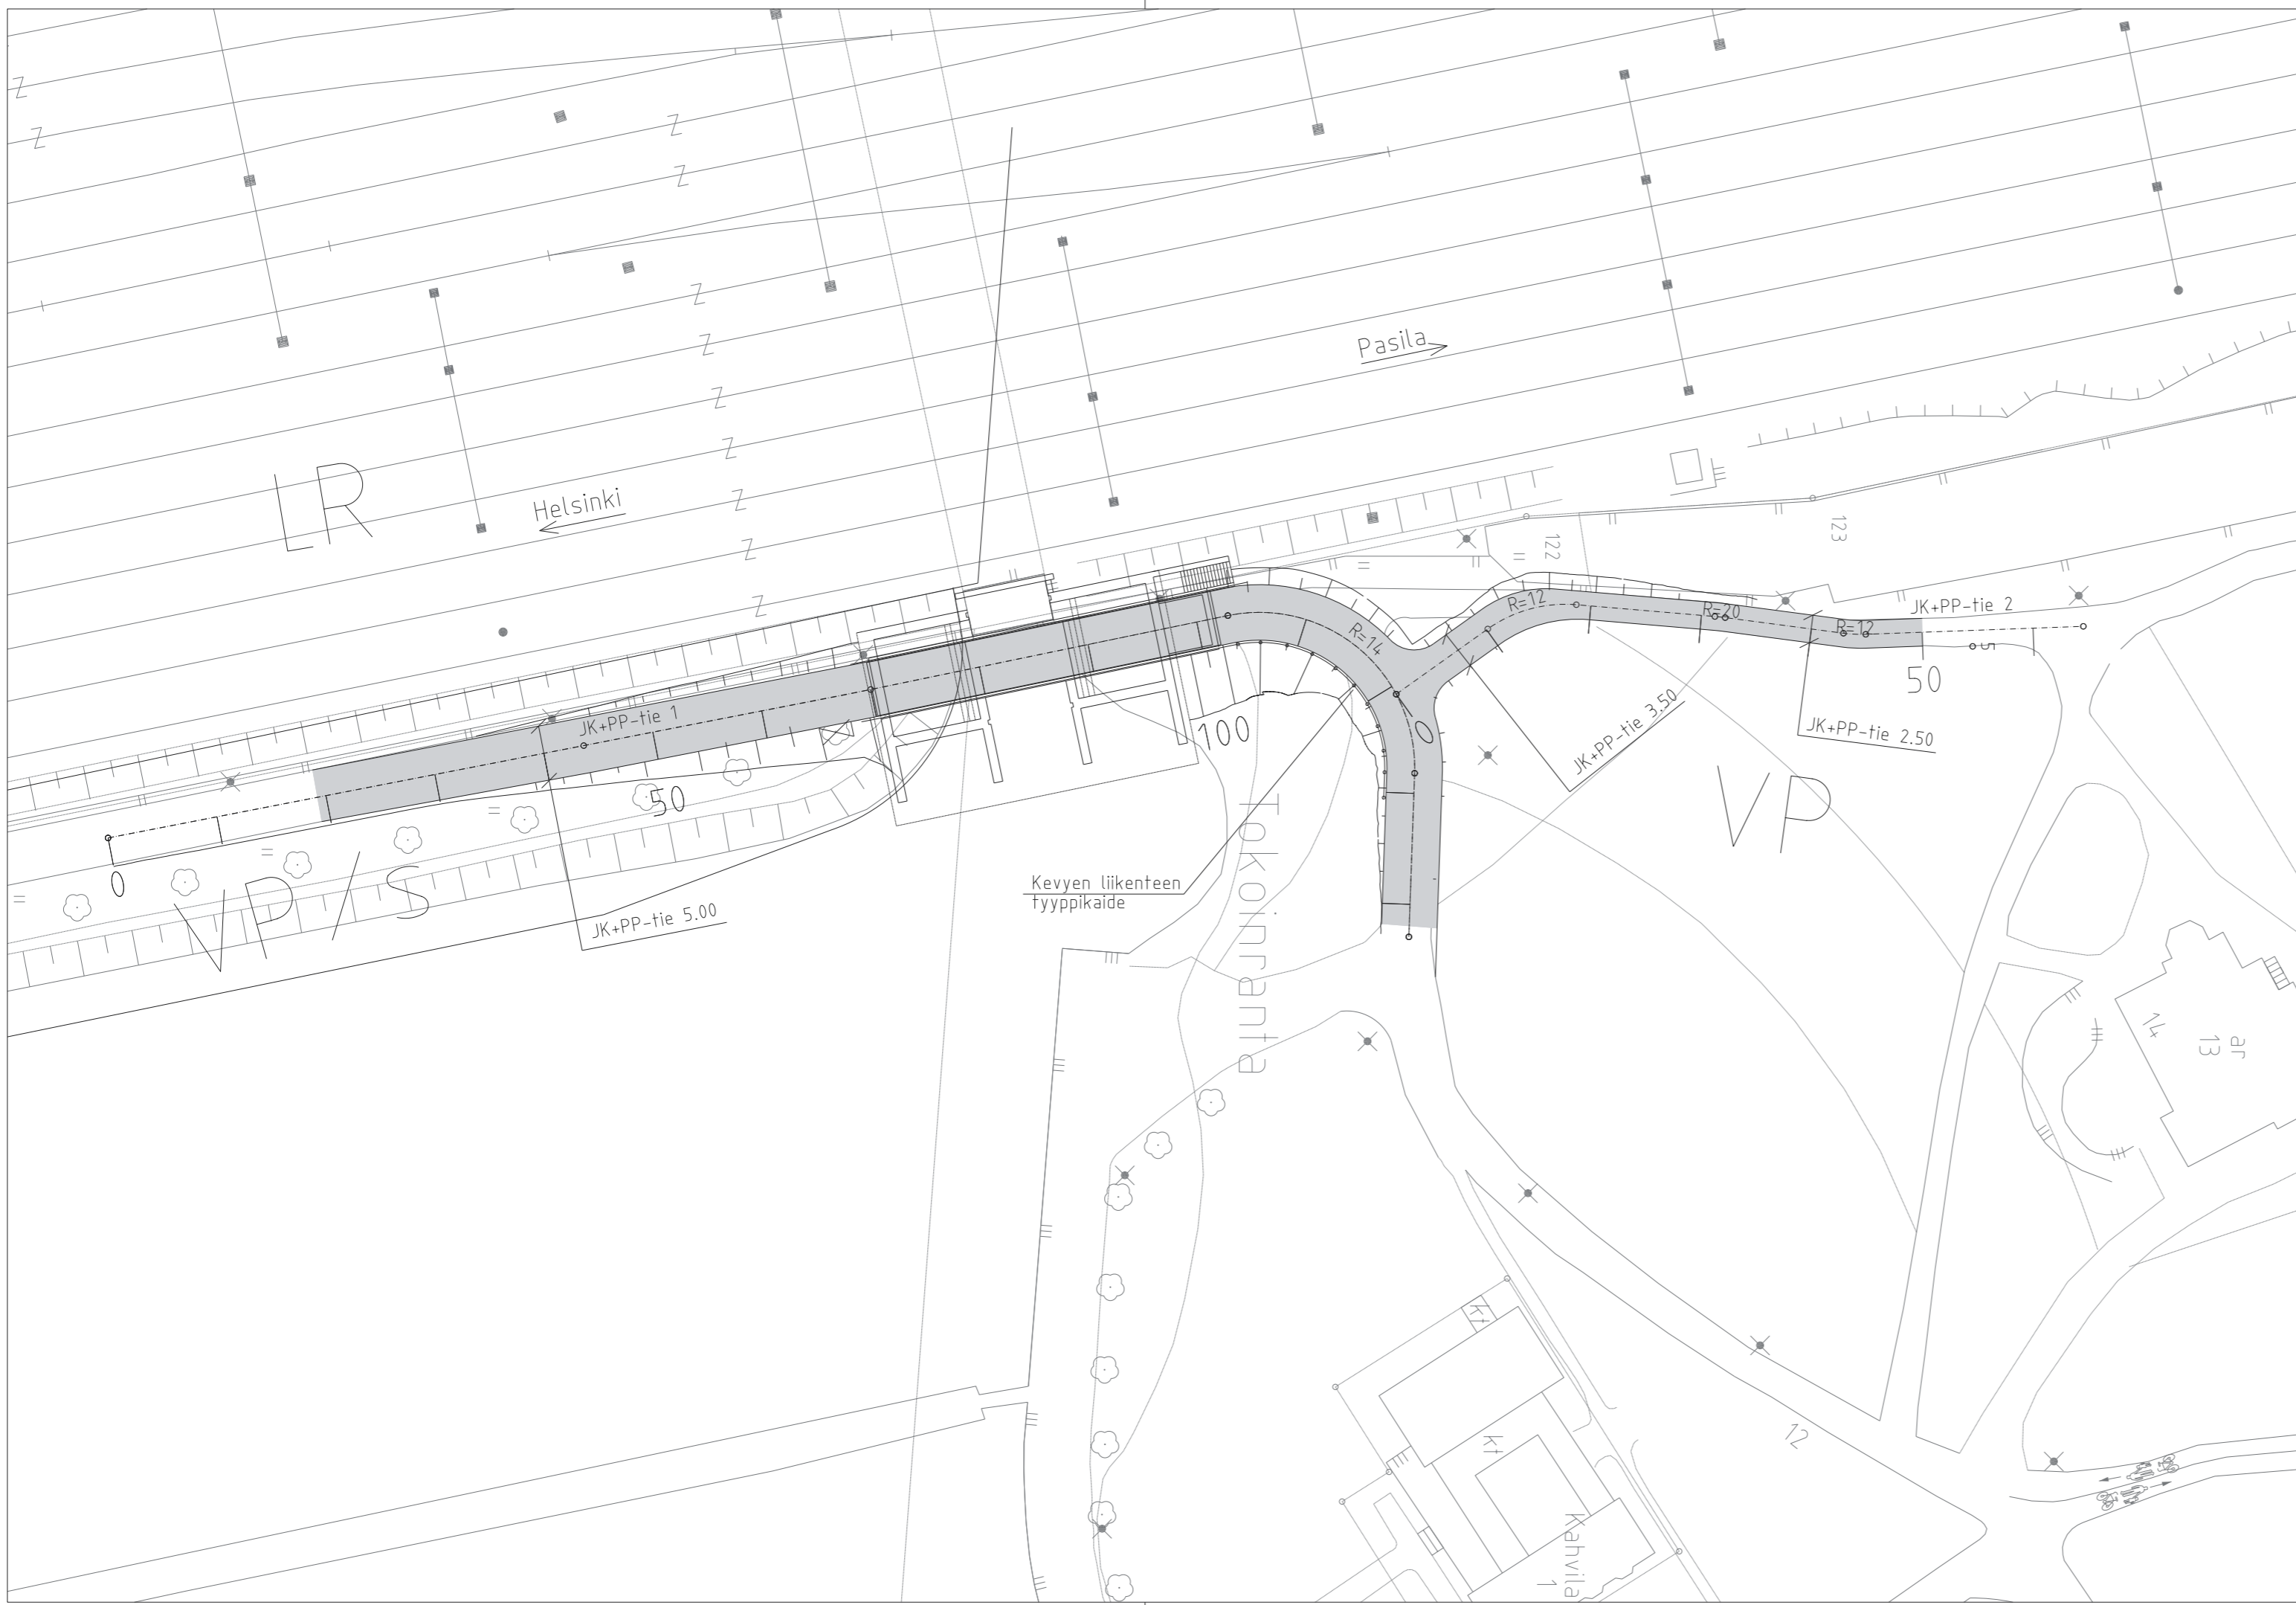 Pasila
Helsinki
LR
122
123
R=12
R=20
R=12
JK+PP-tie 2
R=14
5
50
JK+PP-tie 1
JK+PP-tie 3.50
JK+PP-tie 2.50
100
0
50
VP
0
VP/S
Kevyen liikenteen
tyyppikaide
JK+PP-tie 5.00
Tokoinranta
14
13
ar
kt
kt
12
Kahvila
1